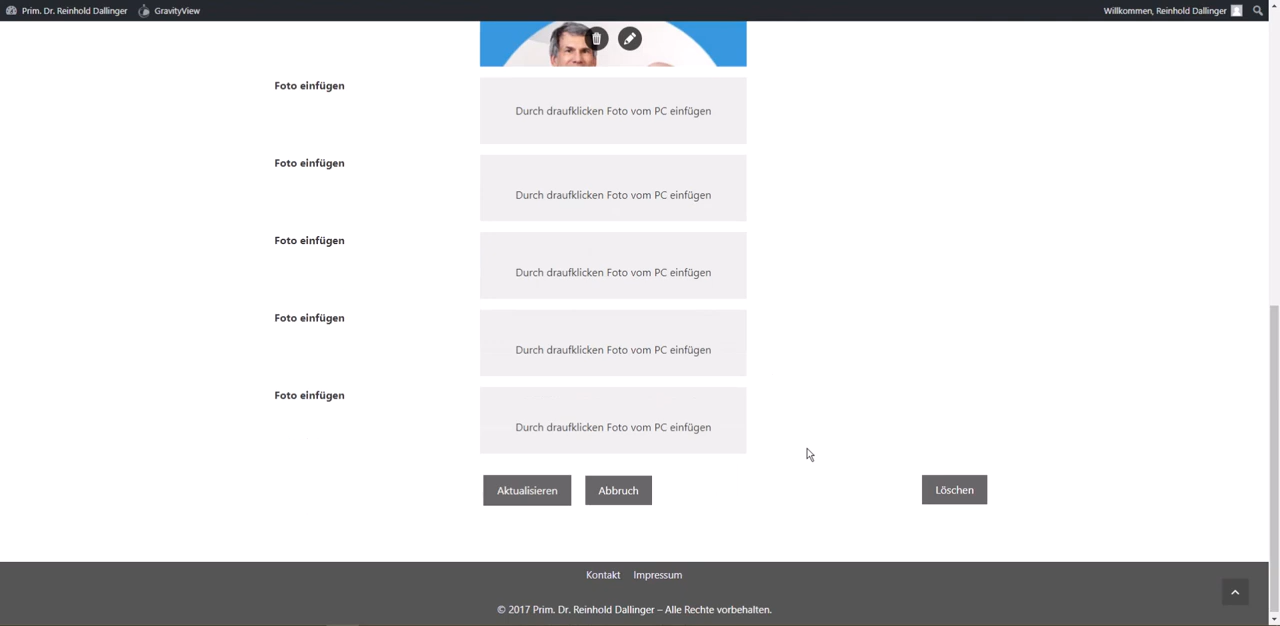 Prim. Dr. Reinhold Dallinger GravityView Willkommen, Reinhold Dallinger
Foto einfügen
Durch draufklicken Foto vom PC einfügen
Foto einfügen
Durch draufklicken Foto vom PC einfügen
Foto einfügen
Durch draufklicken Foto vom PC einfügen
Foto einfügen
Durch draufklicken Foto vom PC einfügen
Foto einfügen
Durch draufklicken Foto vom PC einfügen
Aktualisieren Abbruch Löschen
Kontakt Impressum
© 2017 Prim. Dr. Reinhold Dallinger – Alle Rechte vorbehalten.